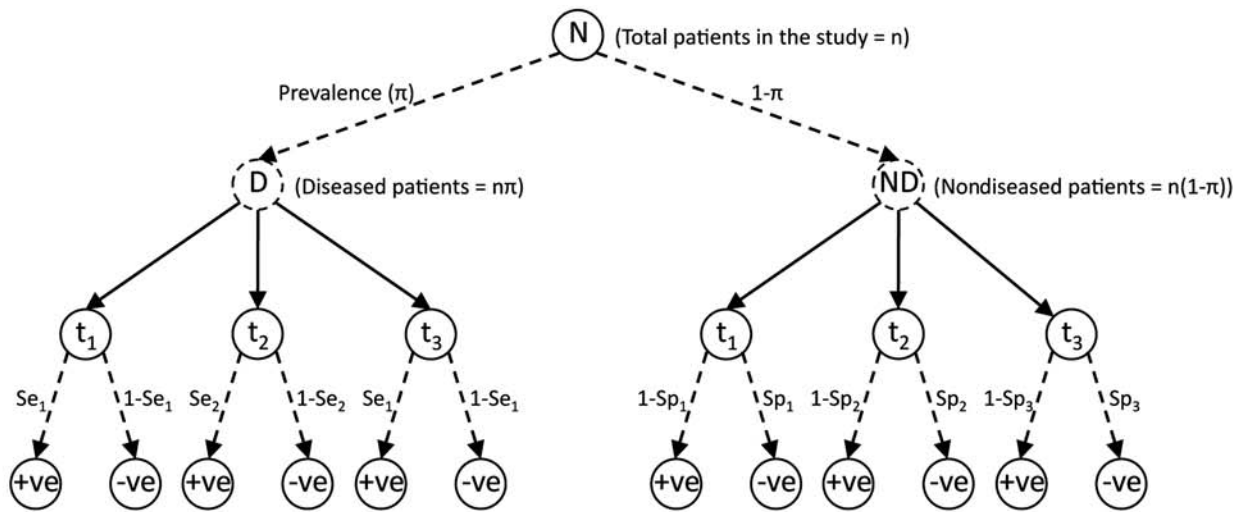 N (Total patients in the study = n)
Prevalence (π) 1-π
D (Diseased patients = nπ) ND (Nondiseased patients = n(1-π))
t₁ t₂ t₃ t₁ t₂ t₃
Se₁ 1-Se₁ Se₂ 1-Se₂ Se₁ 1-Se₁ 1-Sp₁ Sp₁ 1-Sp₂ Sp₂ 1-Sp₃ Sp₃
+ve -ve +ve -ve +ve -ve +ve -ve +ve -ve +ve -ve